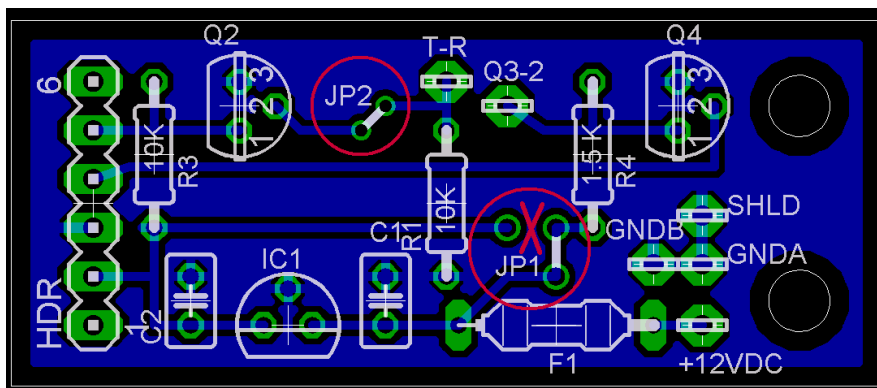 Q2
T-R
Q4
6
3
2
1
JP2
Q3-2
3
2
1
10K
R3
10K
R1
1.5 K
R4
C1
SHLD
GNDB
GNDA
JP1
X
IC1
HDR
1
C2
F1
+12VDC